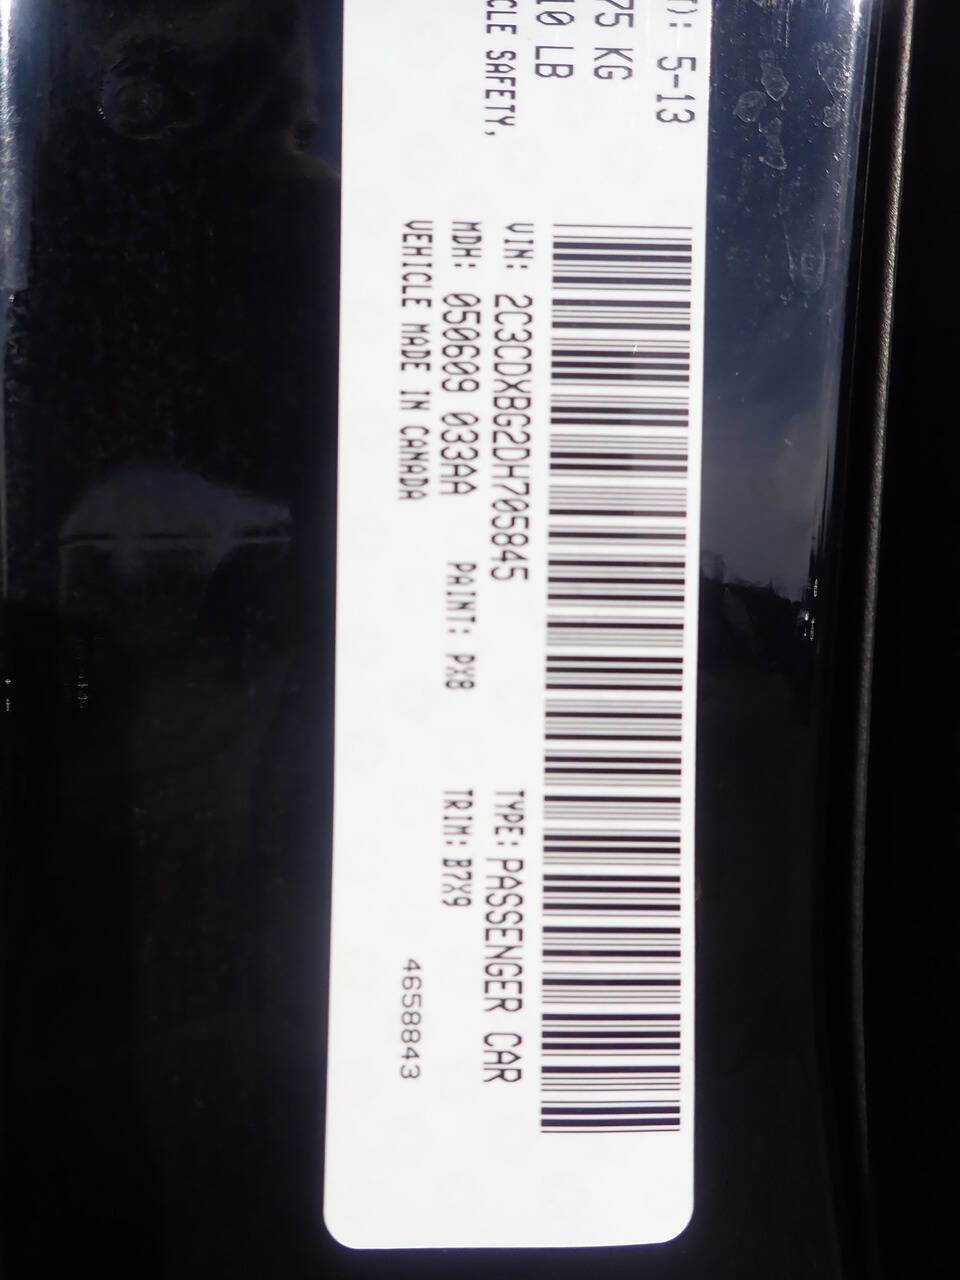 T): 5-13
75 KG
10 LB
CLE SAFETY,
VIN: 2C3CDXBG2DH705845 TYPE: PASSENGER CAR
MDH: 050609 033AA PAINT: PX8 TRIM: B7X9
VEHICLE MADE IN CANADA 4658843